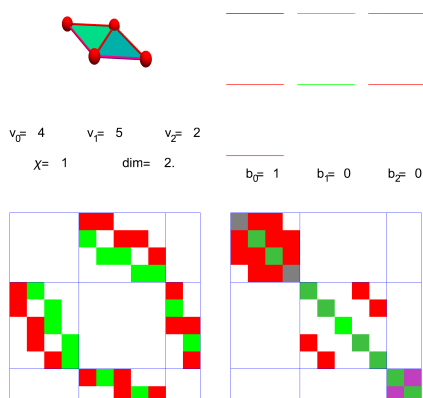 v0= 4 v1= 5 v2= 2
χ= 1 dim= 2.
b0= 1 b1= 0 b2= 0